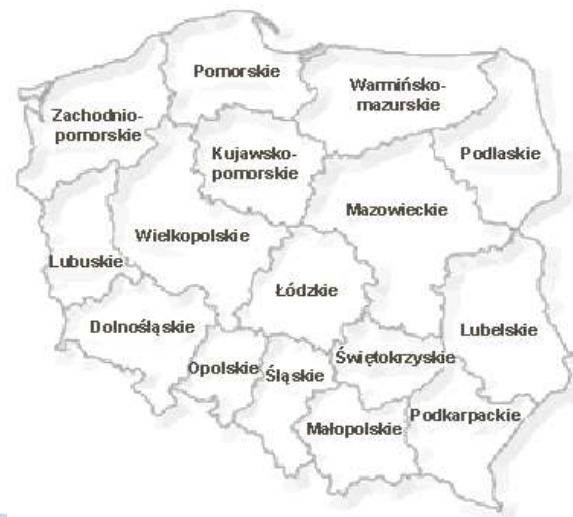 Pomorskie
Warmińsko-
mazurskie
Zachodnio-
pomorskie
Kujawsko-
pomorskie
Podlaskie
Mazowieckie
Wielkopolskie
Lubuskie
Łódzkie
Dolnośląskie
Lubelskie
Świętokrzyskie
Opolskie
Śląskie
Podkarpackie
Małopolskie